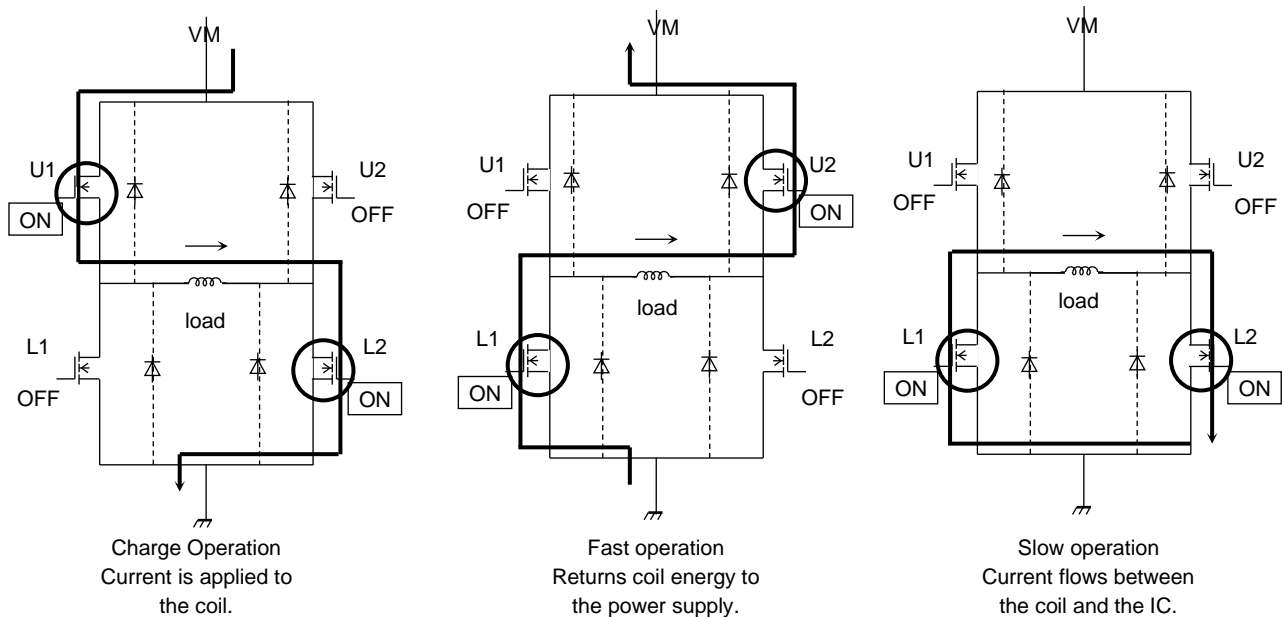 VM
U1
U2
ON
OFF
load
L1
L2
OFF
ON
Charge Operation
Current is applied to
the coil.
VM
U1
U2
OFF
ON
load
L1
L2
ON
OFF
Fast operation
Returns coil energy to
the power supply.
VM
U1
U2
OFF
OFF
load
L1
L2
ON
ON
Slow operation
Current flows between
the coil and the IC.